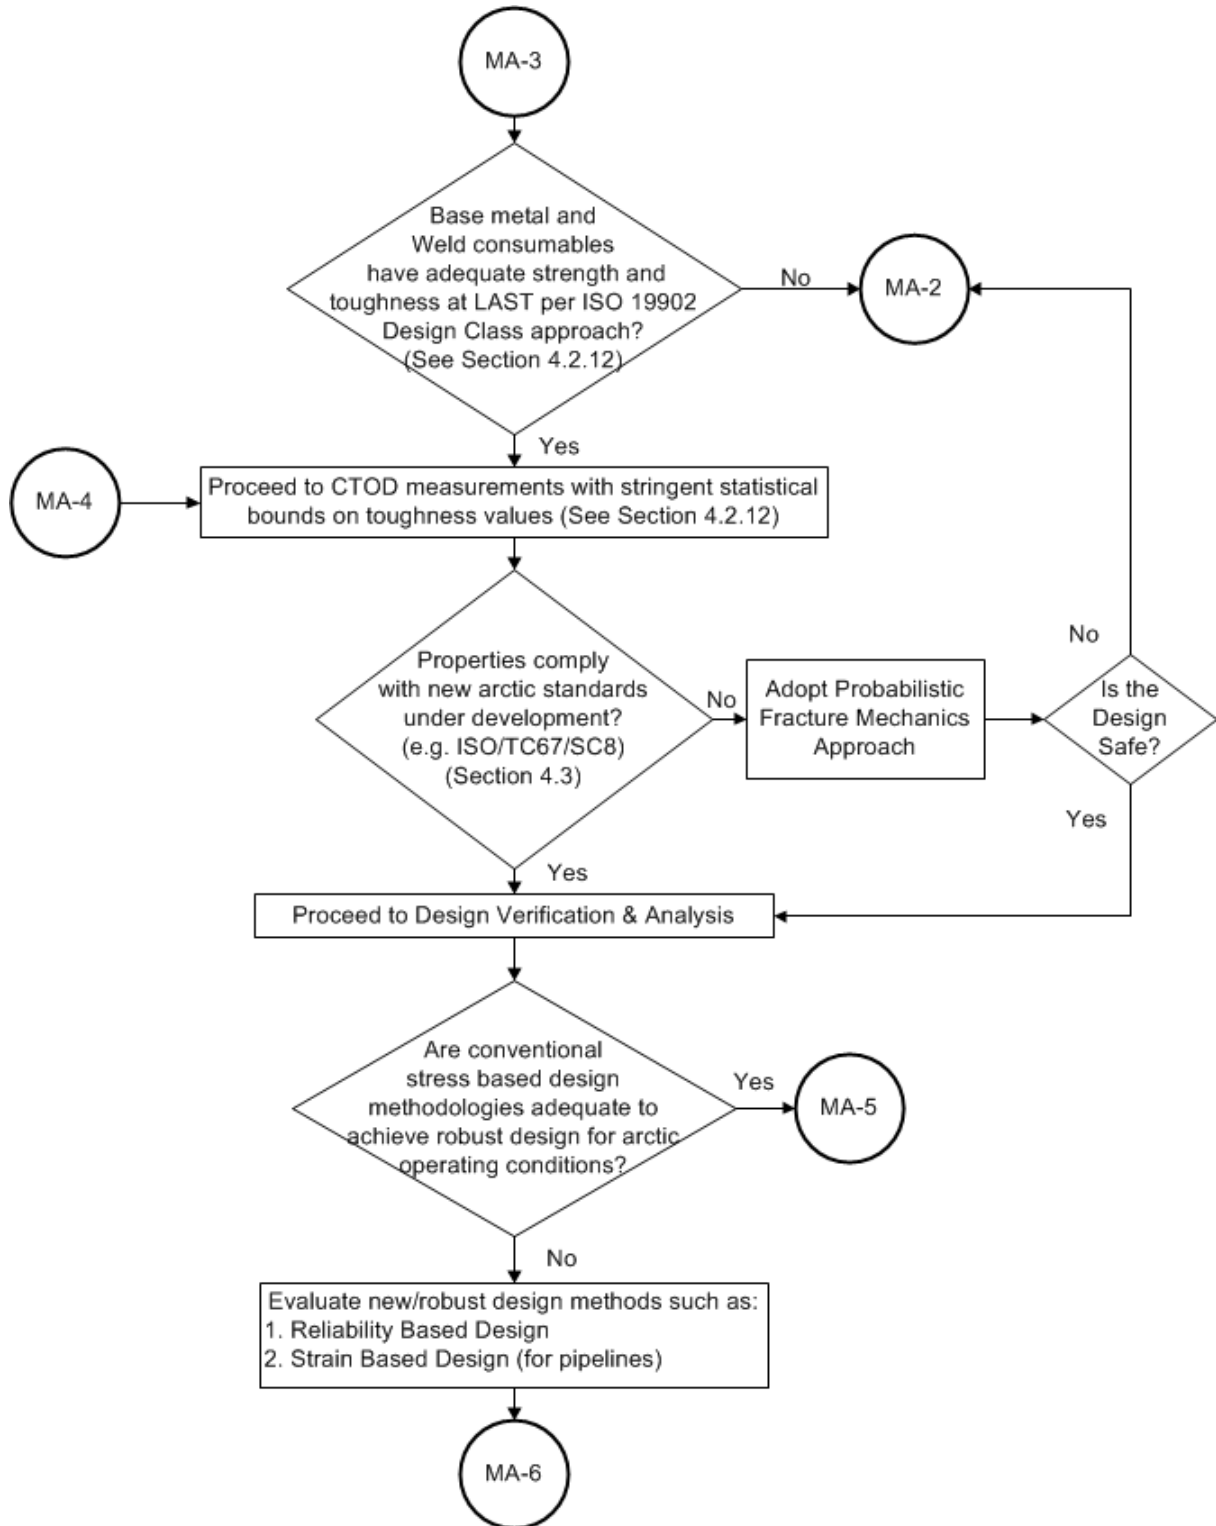 MA-3
Base metal and
Weld consumables
have adequate strength and
toughness at LAST per ISO 19902
Design Class approach?
(See Section 4.2.12)
No
MA-2
Yes
MA-4
Proceed to CTOD measurements with stringent statistical
bounds on toughness values (See Section 4.2.12)
Properties comply
with new arctic standards
under development?
(e.g. ISO/TC67/SC8)
(Section 4.3)
No
Adopt Probabilistic
Fracture Mechanics
Approach
No
Is the
Design
Safe?
Yes
Yes
Proceed to Design Verification & Analysis
Are conventional
stress based design
methodologies adequate to
achieve robust design for arctic
operating conditions?
Yes
MA-5
No
Evaluate new/robust design methods such as:
1. Reliability Based Design
2. Strain Based Design (for pipelines)
MA-6